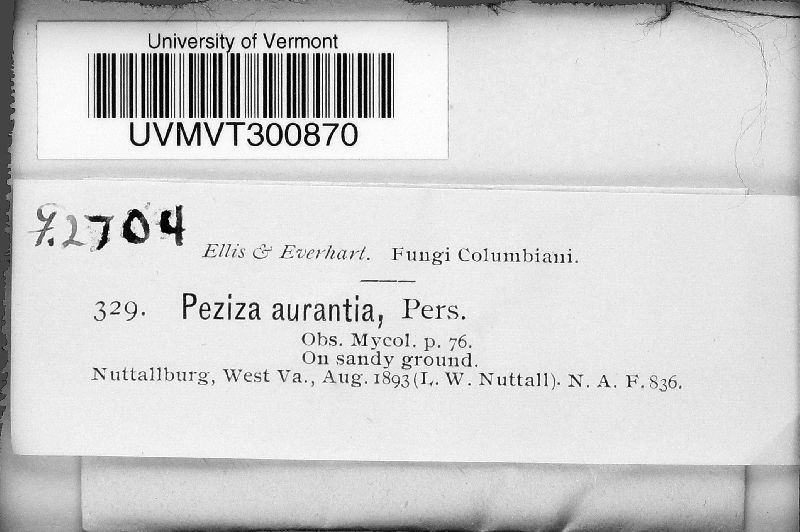 University of Vermont
UVMVT300870
F.2704
Ellis & Everhart. Fungi Columbiani.
329. Peziza aurantia, Pers.
Obs. Mycol. p. 76.
On sandy ground.
Nuttallburg, West Va., Aug. 1893 (L. W. Nuttall). N. A. F. 836.